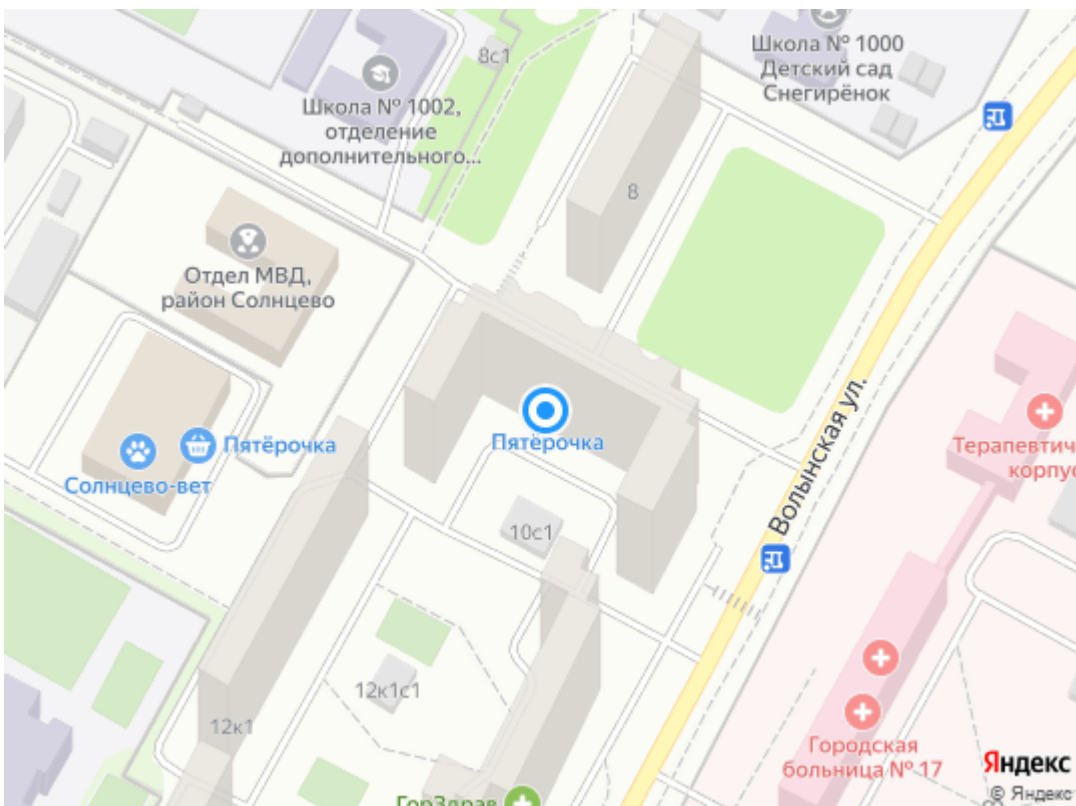 8с1
Школа № 1002,
отделение
дополнительного...
Школа № 1000
Детский сад
Снегирёнок
8
Отдел МВД,
район Солнцево
Пятёрочка
Солнцево-вет
Пятёрочка
Волынская ул.
10с1
12к1с1
12к1
Терапевтич
корпус
Городская
больница № 17
ГорЗдрав
Яндекс
© Яндекс